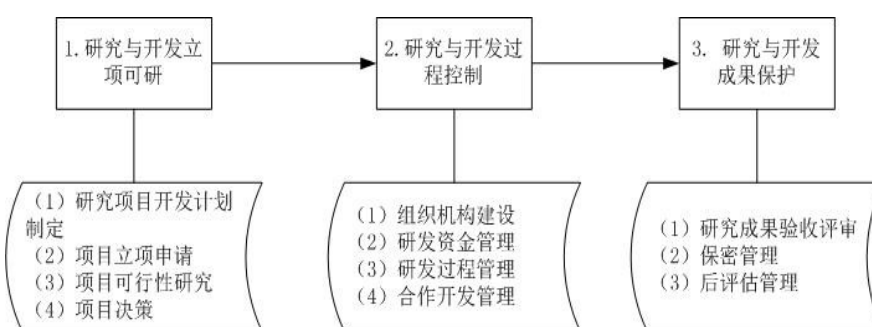 1.研究与开发立
项可研
2.研究与开发过
程控制
3. 研究与开发
成果保护
(1) 研究项目开发计划
制定
(2) 项目立项申请
(3) 项目可行性研究
(4) 项目决策
(1) 组织机构建设
(2) 研发资金管理
(3) 研发过程管理
(4) 合作开发管理
(1) 研究成果验收评审
(2) 保密管理
(3) 后评估管理